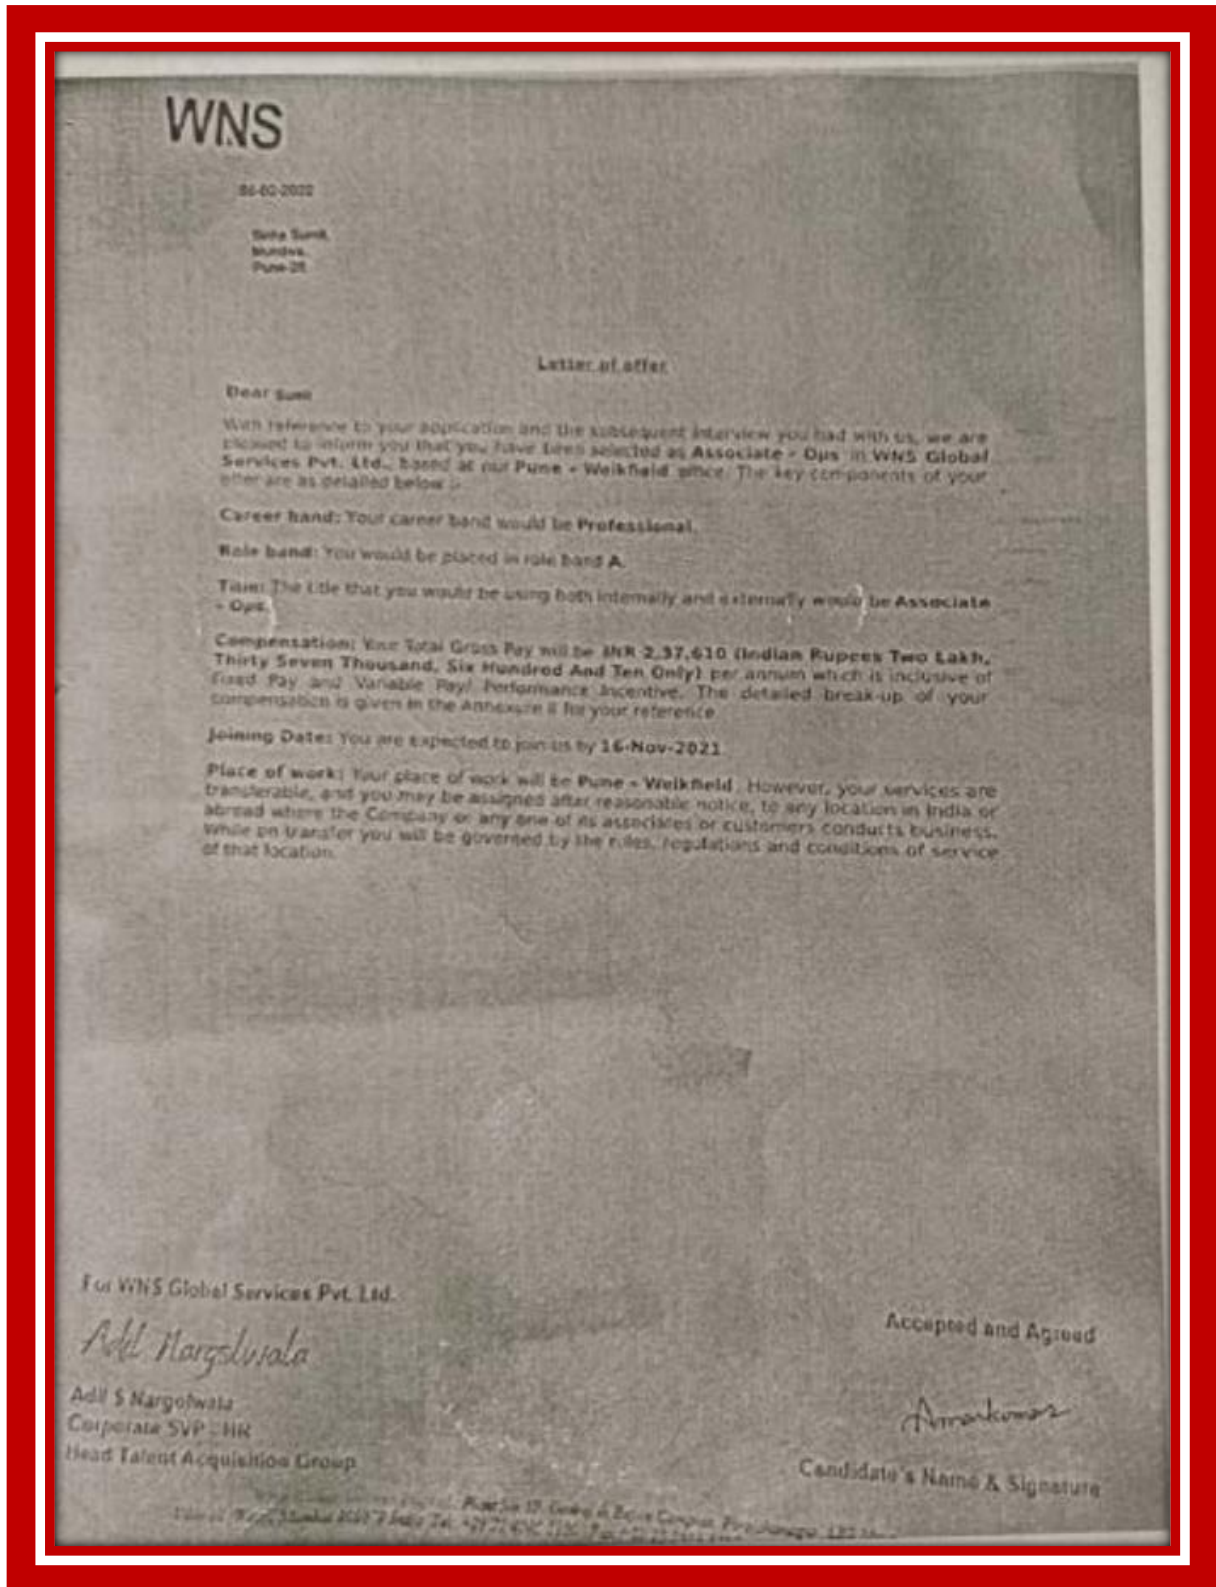 WNS
06-02-2022
Sumit,
Pune-28
Letter of offer
Dear Sumit
With reference to your application and the subsequent interview you had with us, we are
pleased to inform you that you have been selected as Associate - Ops in WNS Global
Services Pvt. Ltd., based at our Pune - Weikfield office. The key components of your
offer are as detailed below :-
Career band: Your career band would be Professional.
Role band: You would be placed in role band A.
Title: The title that you would be using both internally and externally would be Associate
- Ops.
Compensation: Your Total Gross Pay will be INR 2,37,610 (Indian Rupees Two Lakh,
Thirty Seven Thousand, Six Hundred And Ten Only) per annum which is inclusive of
Fixed Pay and Variable Pay/ Performance Incentive. The detailed break-up of your
compensation is given in the Annexure II for your reference
Joining Date: You are expected to join us by 16-Nov-2021
Place of work: Your place of work will be Pune - Weikfield. However, your services are
transferable, and you may be assigned after reasonable notice, to any location in India or
abroad where the Company or any one of its associates or customers conducts business.
While on transfer you will be governed by the rules, regulations and conditions of service
of that location.
For WNS Global Services Pvt. Ltd.
Adil Nargolwala
Adil S Nargolwala
Corporate SVP - HR
Head Talent Acquisition Group
Accepted and Agreed
Amarkumar
Candidate's Name & Signature